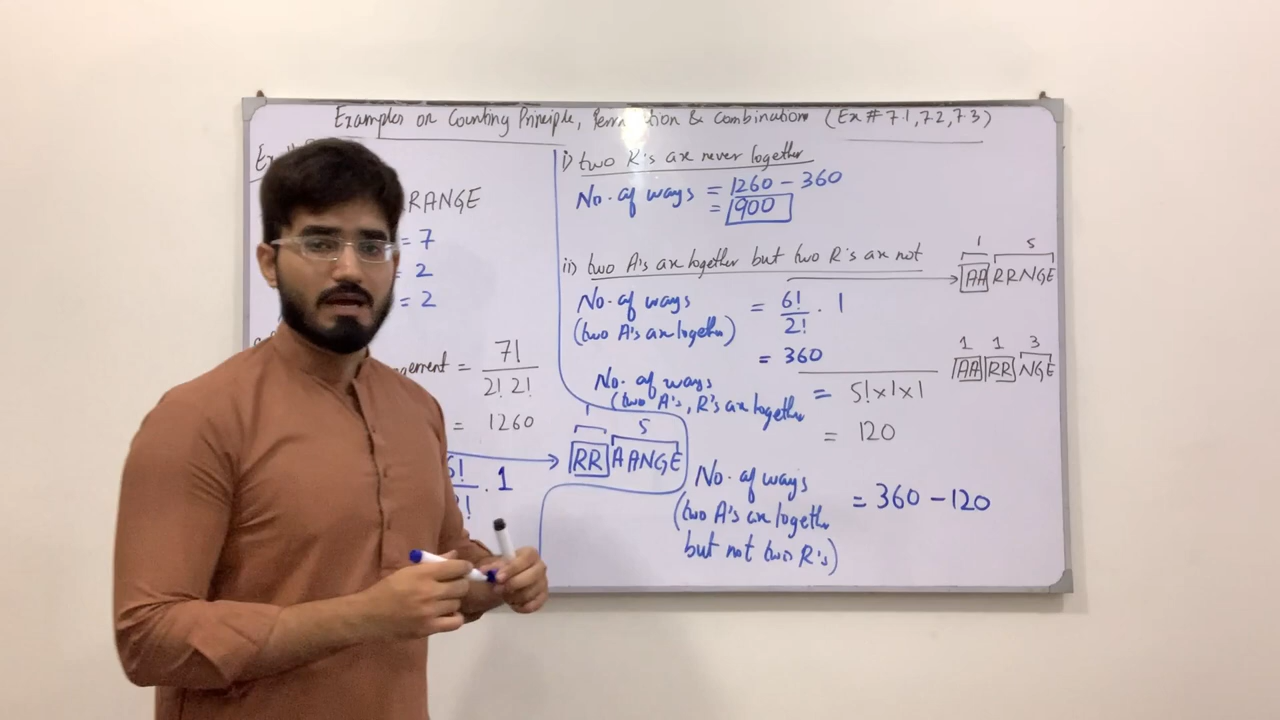 Examples on Counting Principle, Permutation & Combination (Ex # 7.1, 7.2, 7.3)
RANGE
= 7
= 2
= 2
gement = 7! / 2! 2!
= 1260
6! / 2! . 1
RR AANGE
1 5
i) two R's are never together
No. of ways = 1260 - 360
= 900
ii) two A's are together but two R's are not
AA RRNGE
1 5
No. of ways = 6! / 2! . 1
(two A's are together)
= 360
No. of ways = 5! x 1 x 1
(two A's, R's are together
= 120
1 1 3
AA RR NGE
No. of ways = 360 - 120
(two A's are together
but not two R's)